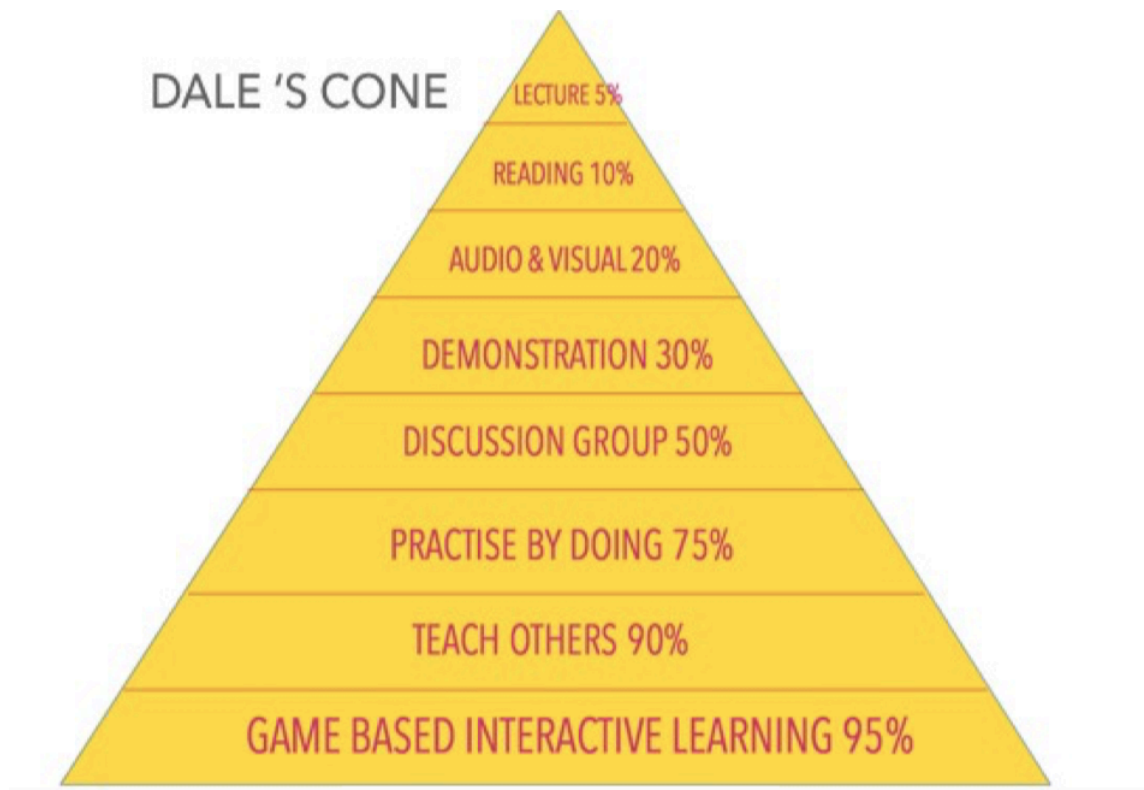 DALE 'S CONE
LECTURE 5%
READING 10%
AUDIO & VISUAL 20%
DEMONSTRATION 30%
DISCUSSION GROUP 50%
PRACTISE BY DOING 75%
TEACH OTHERS 90%
GAME BASED INTERACTIVE LEARNING 95%